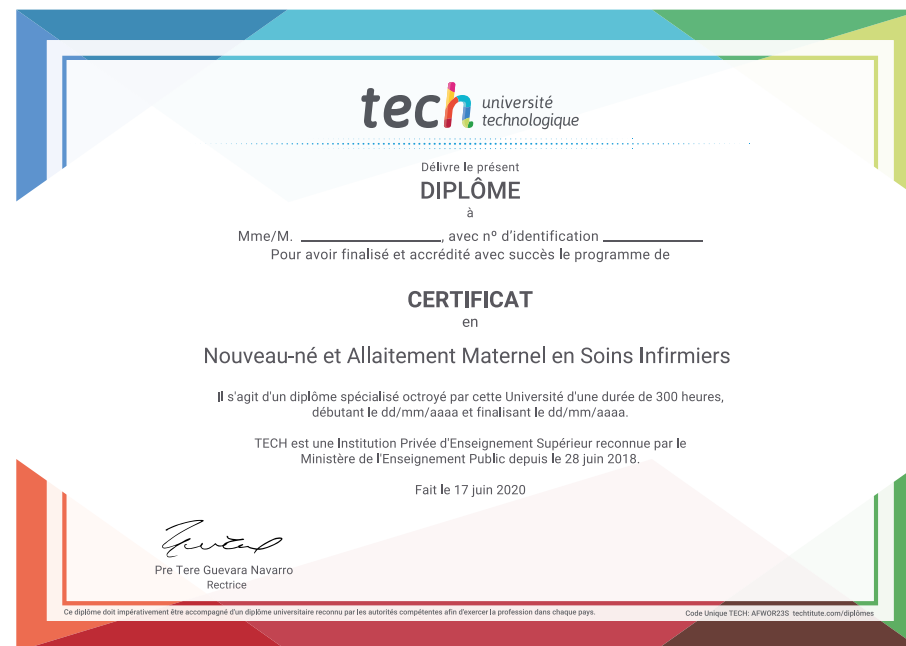 tech université
technologique
Délivre le présent
DIPLÔME
à
Mme/M. ____________________, avec nº d'identification ______________
Pour avoir finalisé et accrédité avec succès le programme de
CERTIFICAT
en
Nouveau-né et Allaitement Maternel en Soins Infirmiers
Il s'agit d'un diplôme spécialisé octroyé par cette Université d'une durée de 300 heures,
débutant le dd/mm/aaaa et finalisant le dd/mm/aaaa.
TECH est une Institution Privée d'Enseignement Supérieur reconnue par le
Ministère de l'Enseignement Public depuis le 28 juin 2018.
Fait le 17 juin 2020
Pre Tere Guevara Navarro
Rectrice
Ce diplôme doit impérativement être accompagné d'un diplôme universitaire reconnu par les autorités compétentes afin d'exercer la profession dans chaque pays.
Code Unique TECH: AFWOR23S techtitute.com/diplômes